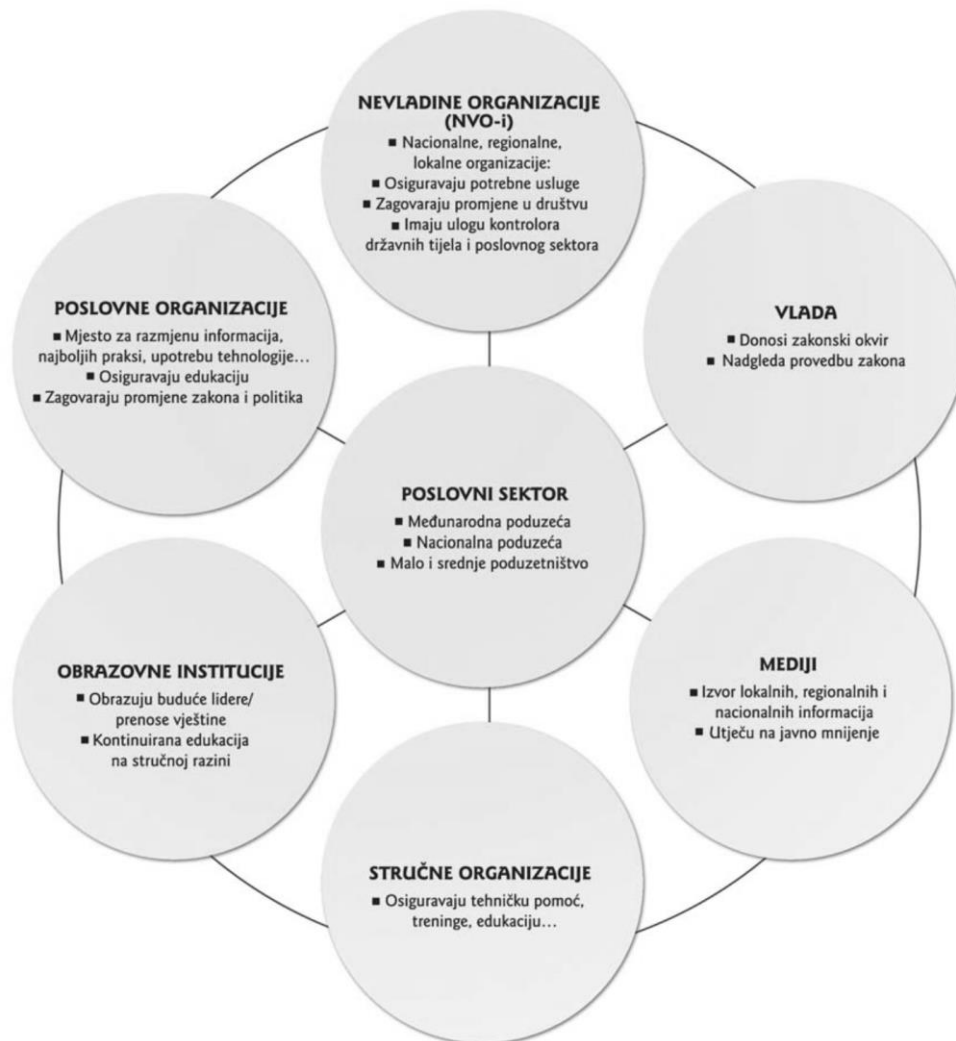 NEVLADINE ORGANIZACIJE
(NVO-i)
■ Nacionalne, regionalne,
lokalne organizacije:
■ Osiguravaju potrebne usluge
■ Zagovaraju promjene u društvu
■ Imaju ulogu kontrolora
državnih tijela i poslovnog sektora
POSLOVNE ORGANIZACIJE
■ Mjesto za razmjenu informacija,
najboljih praksi, upotrebu tehnologije…
■ Osiguravaju edukaciju
■ Zagovaraju promjene zakona i politika
VLADA
■ Donosi zakonski okvir
■ Nadgleda provedbu zakona
POSLOVNI SEKTOR
■ Međunarodna poduzeća
■ Nacionalna poduzeća
■ Malo i srednje poduzetništvo
OBRAZOVNE INSTITUCIJE
■ Obrazuju buduće lidere/
prenose vještine
■ Kontinuirana edukacija
na stručnoj razini
MEDIJI
■ Izvor lokalnih, regionalnih i
nacionalnih informacija
■ Utječu na javno mnijenje
STRUČNE ORGANIZACIJE
■ Osiguravaju tehničku pomoć,
treninge, edukaciju…